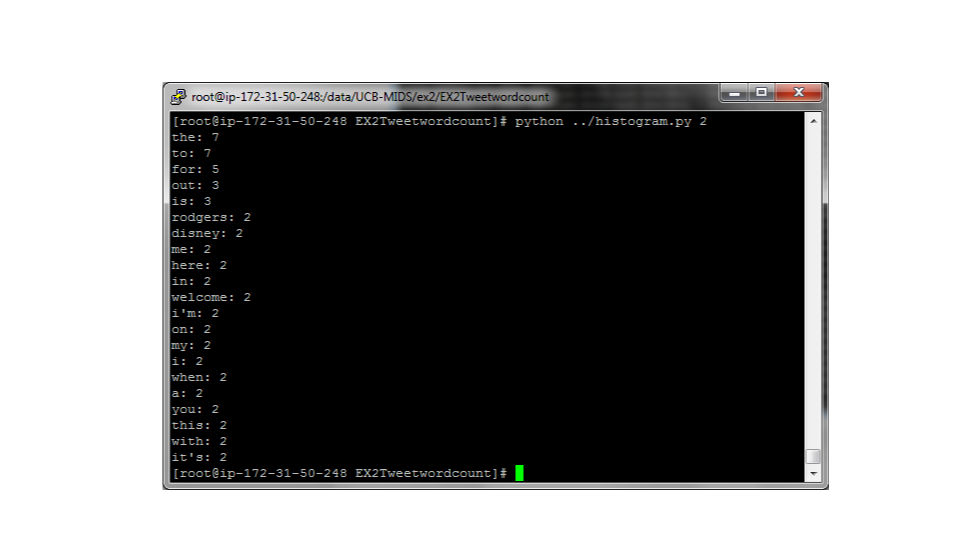 root@ip-172-31-50-248:/data/UCB-MIDS/ex2/EX2Tweetwordcount
[root@ip-172-31-50-248 EX2Tweetwordcount]# python ../histogram.py 2
the: 7
to: 7
for: 5
out: 3
is: 3
rodgers: 2
disney: 2
me: 2
here: 2
in: 2
welcome: 2
i'm: 2
on: 2
my: 2
i: 2
when: 2
a: 2
you: 2
this: 2
with: 2
it's: 2
[root@ip-172-31-50-248 EX2Tweetwordcount]#